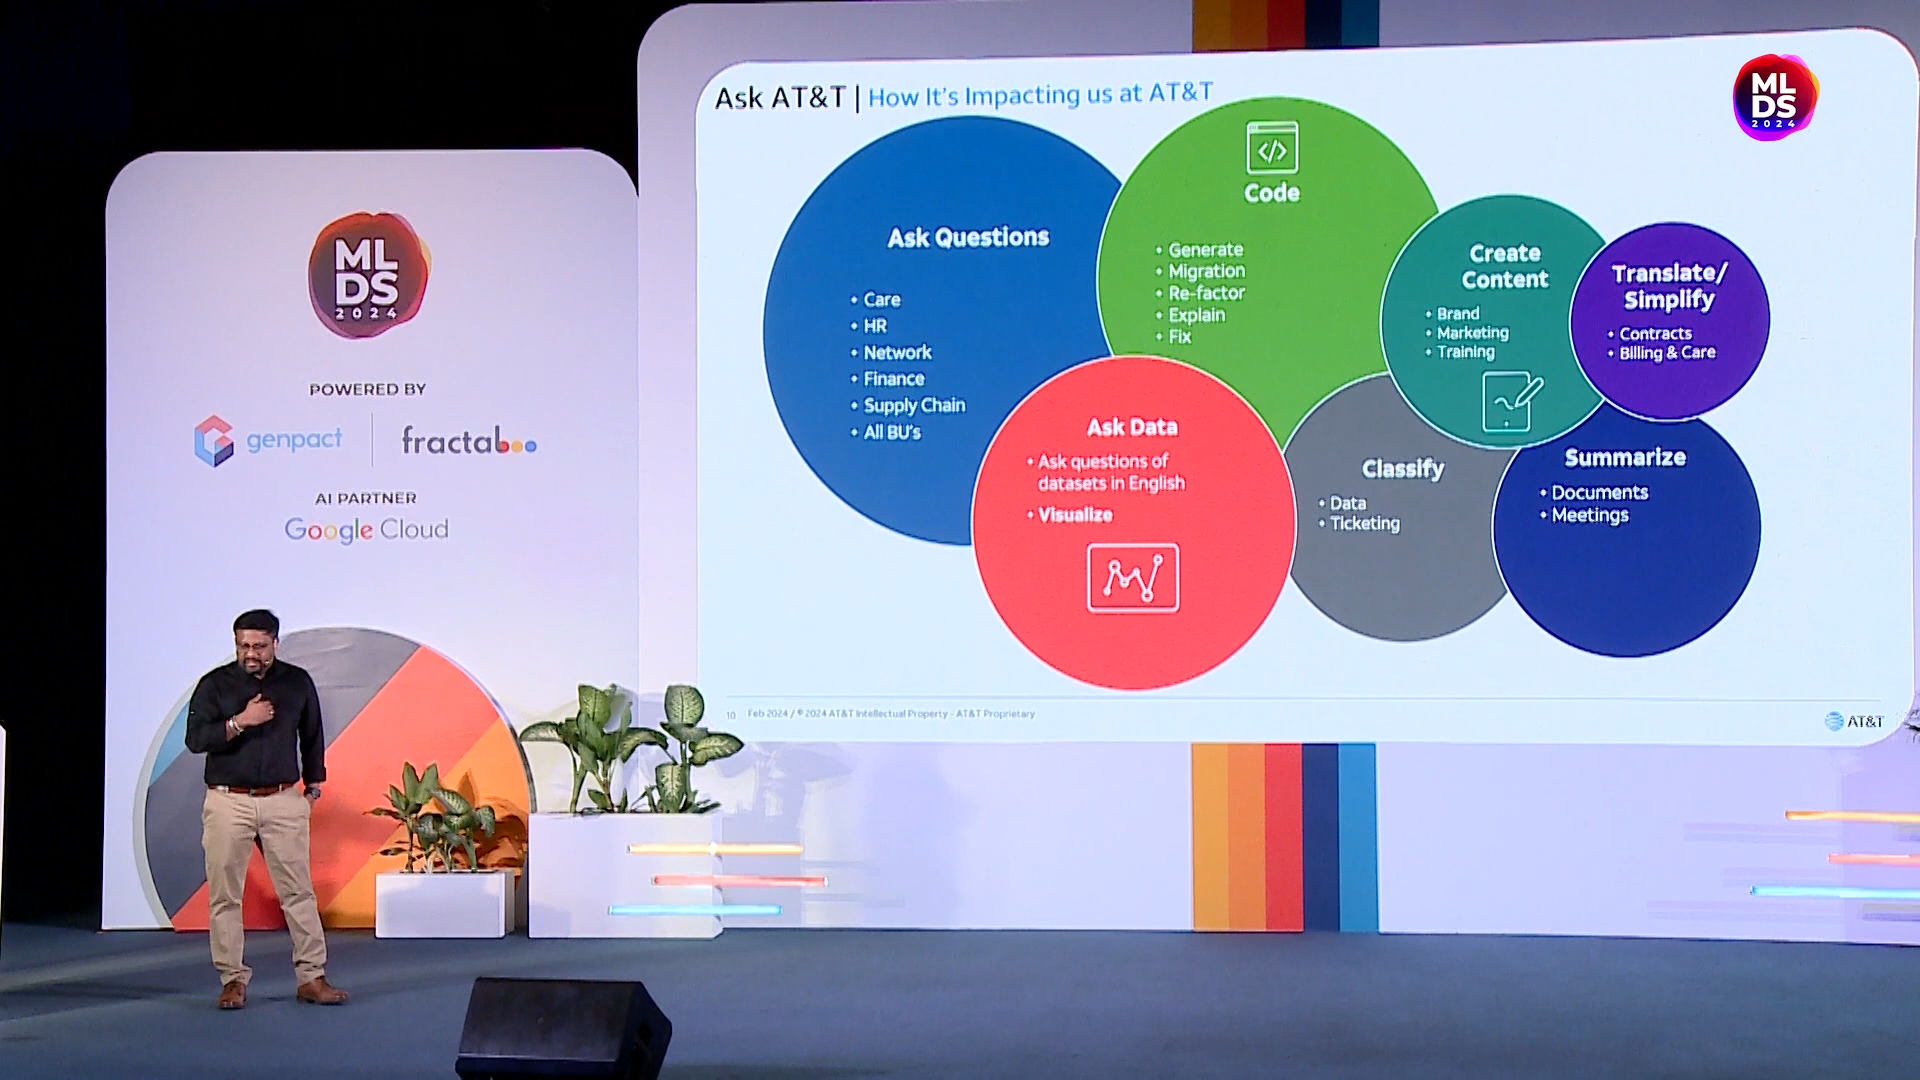 ML
DS
2024
POWERED BY
genpact
fractal
AI PARTNER
Google Cloud
Ask AT&T | How It's Impacting us at AT&T
ML
DS
2024
Ask Questions
• Care
• HR
• Network
• Finance
• Supply Chain
• All BU's
Code
• Generate
• Migration
• Re-factor
• Explain
• Fix
Ask Data
• Ask questions of
datasets in English
• Visualize
Create
Content
• Brand
• Marketing
• Training
Translate/
Simplify
• Contracts
• Billing & Care
Classify
• Data
• Ticketing
Summarize
• Documents
• Meetings
10 Feb 2024 / © 2024 AT&T Intellectual Property - AT&T Proprietary
AT&T